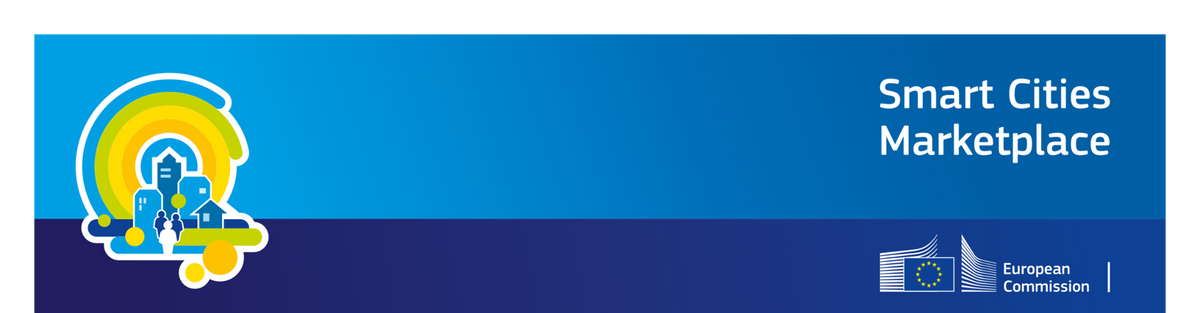 Smart Cities
Marketplace
European
Commission